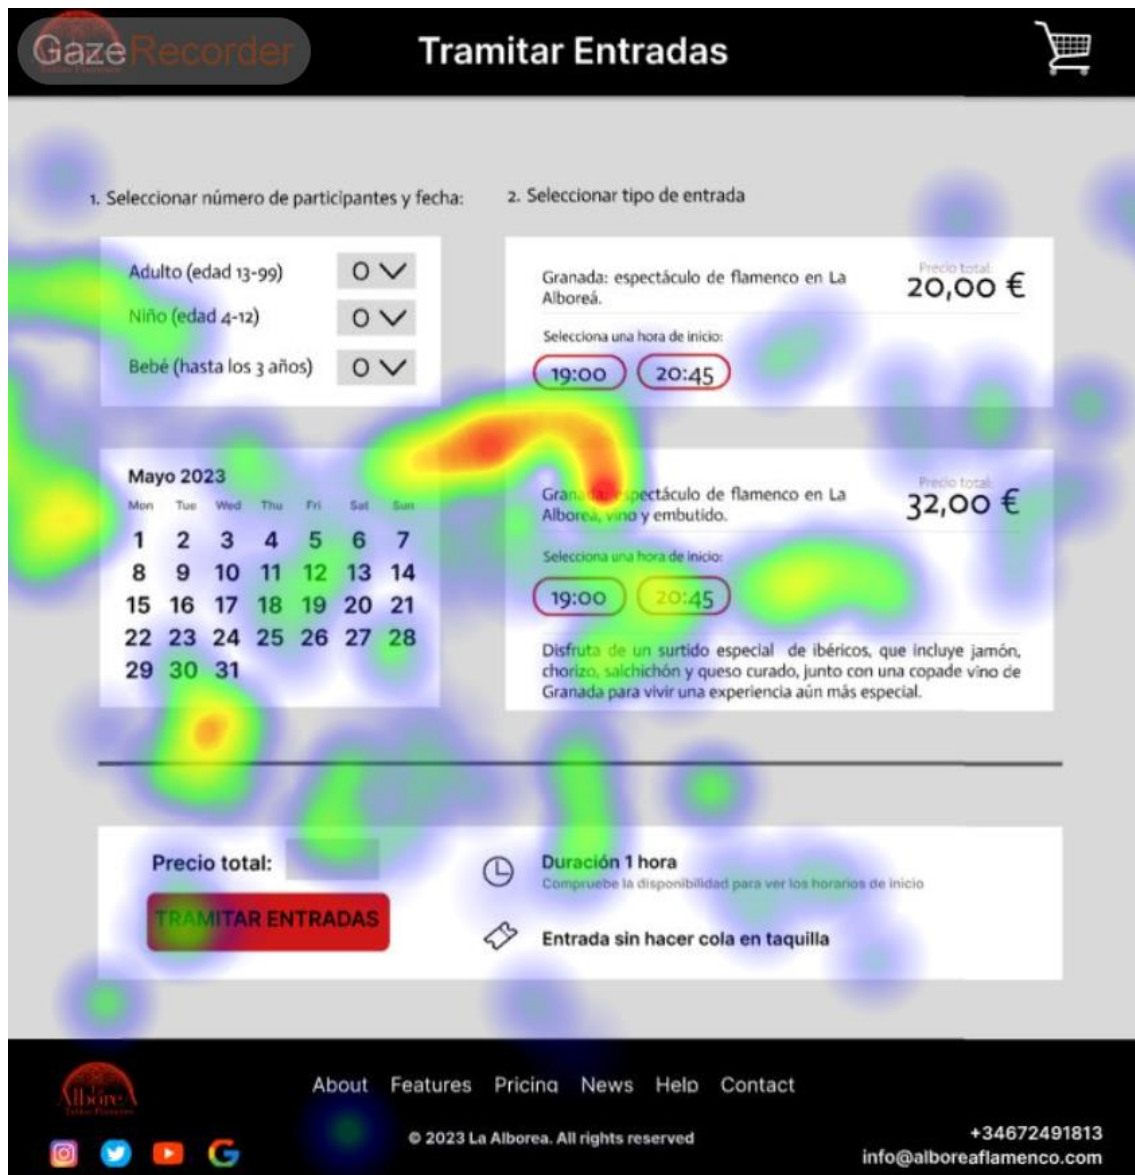 GazeRecorder
Tramitar Entradas
1. Seleccionar número de participantes y fecha:
Adulto (edad 13-99) 0
Niño (edad 4-12) 0
Bebé (hasta los 3 años) 0
Mayo 2023
Mon Tue Wed Thu Fri Sat Sun
1 2 3 4 5 6 7
8 9 10 11 12 13 14
15 16 17 18 19 20 21
22 23 24 25 26 27 28
29 30 31
2. Seleccionar tipo de entrada
Granada: espectáculo de flamenco en La
Alboreá.
Precio total:
20,00 €
Selecciona una hora de inicio:
19:00 20:45
Granada: espectáculo de flamenco en La
Alboreá, vino y embutido.
Precio total:
32,00 €
Selecciona una hora de inicio:
19:00 20:45
Disfruta de un surtido especial de ibéricos, que incluye jamón,
chorizo, salchichón y queso curado, junto con una copade vino de
Granada para vivir una experiencia aún más especial.
Precio total:
TRAMITAR ENTRADAS
Duración 1 hora
Compruebe la disponibilidad para ver los horarios de inicio
Entrada sin hacer cola en taquilla
About Features Pricing News Help Contact
© 2023 La Alborea. All rights reserved
+34672491813
info@alboreaflamenco.com